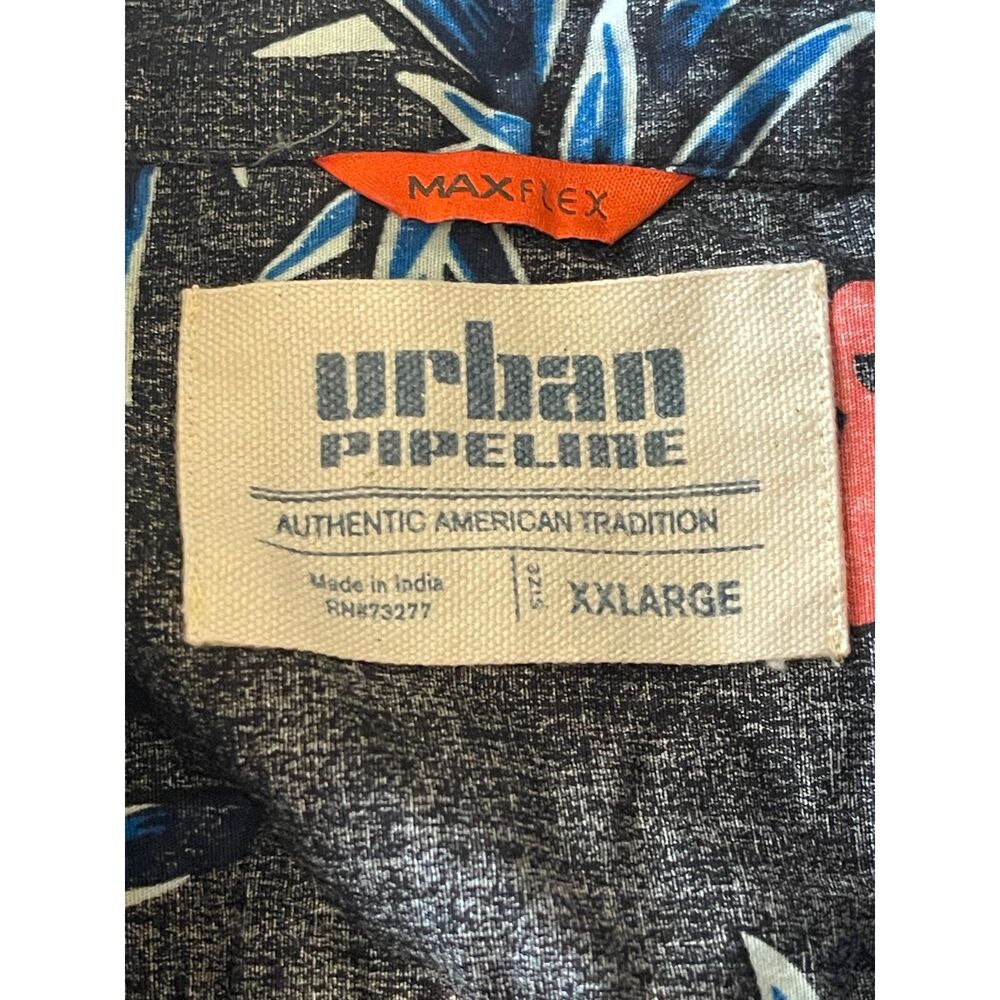 MAXFLEX
urban
PIPELINE
AUTHENTIC AMERICAN TRADITION
Made in India
RN#73277
SIZE
XXLARGE